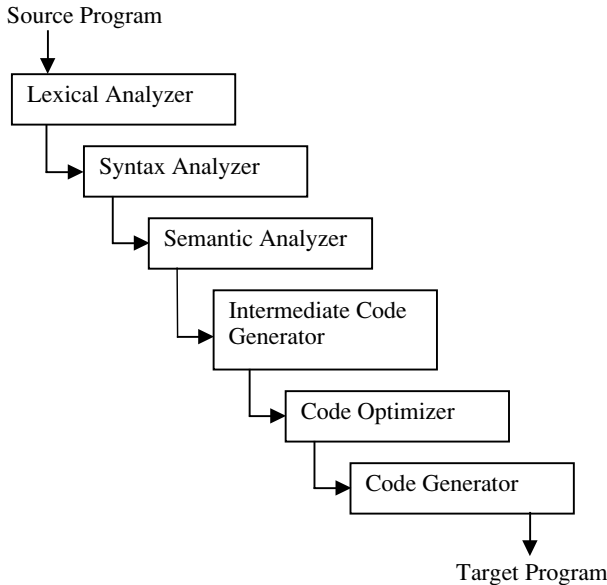 Source Program
Lexical Analyzer
Syntax Analyzer
Semantic Analyzer
Intermediate Code
Generator
Code Optimizer
Code Generator
Target Program